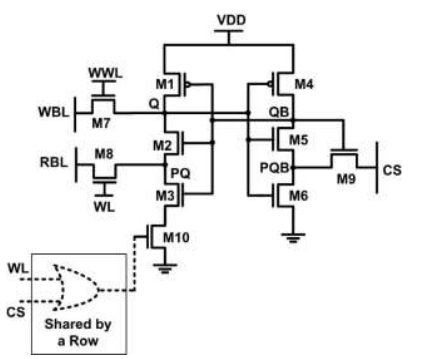 VDD
M1
M4
WWL
Q
QB
WBL
M7
M2
M5
RBL
M8
PQ
PQB
M9
CS
WL
M3
M6
M10
WL
CS
Shared by
a Row